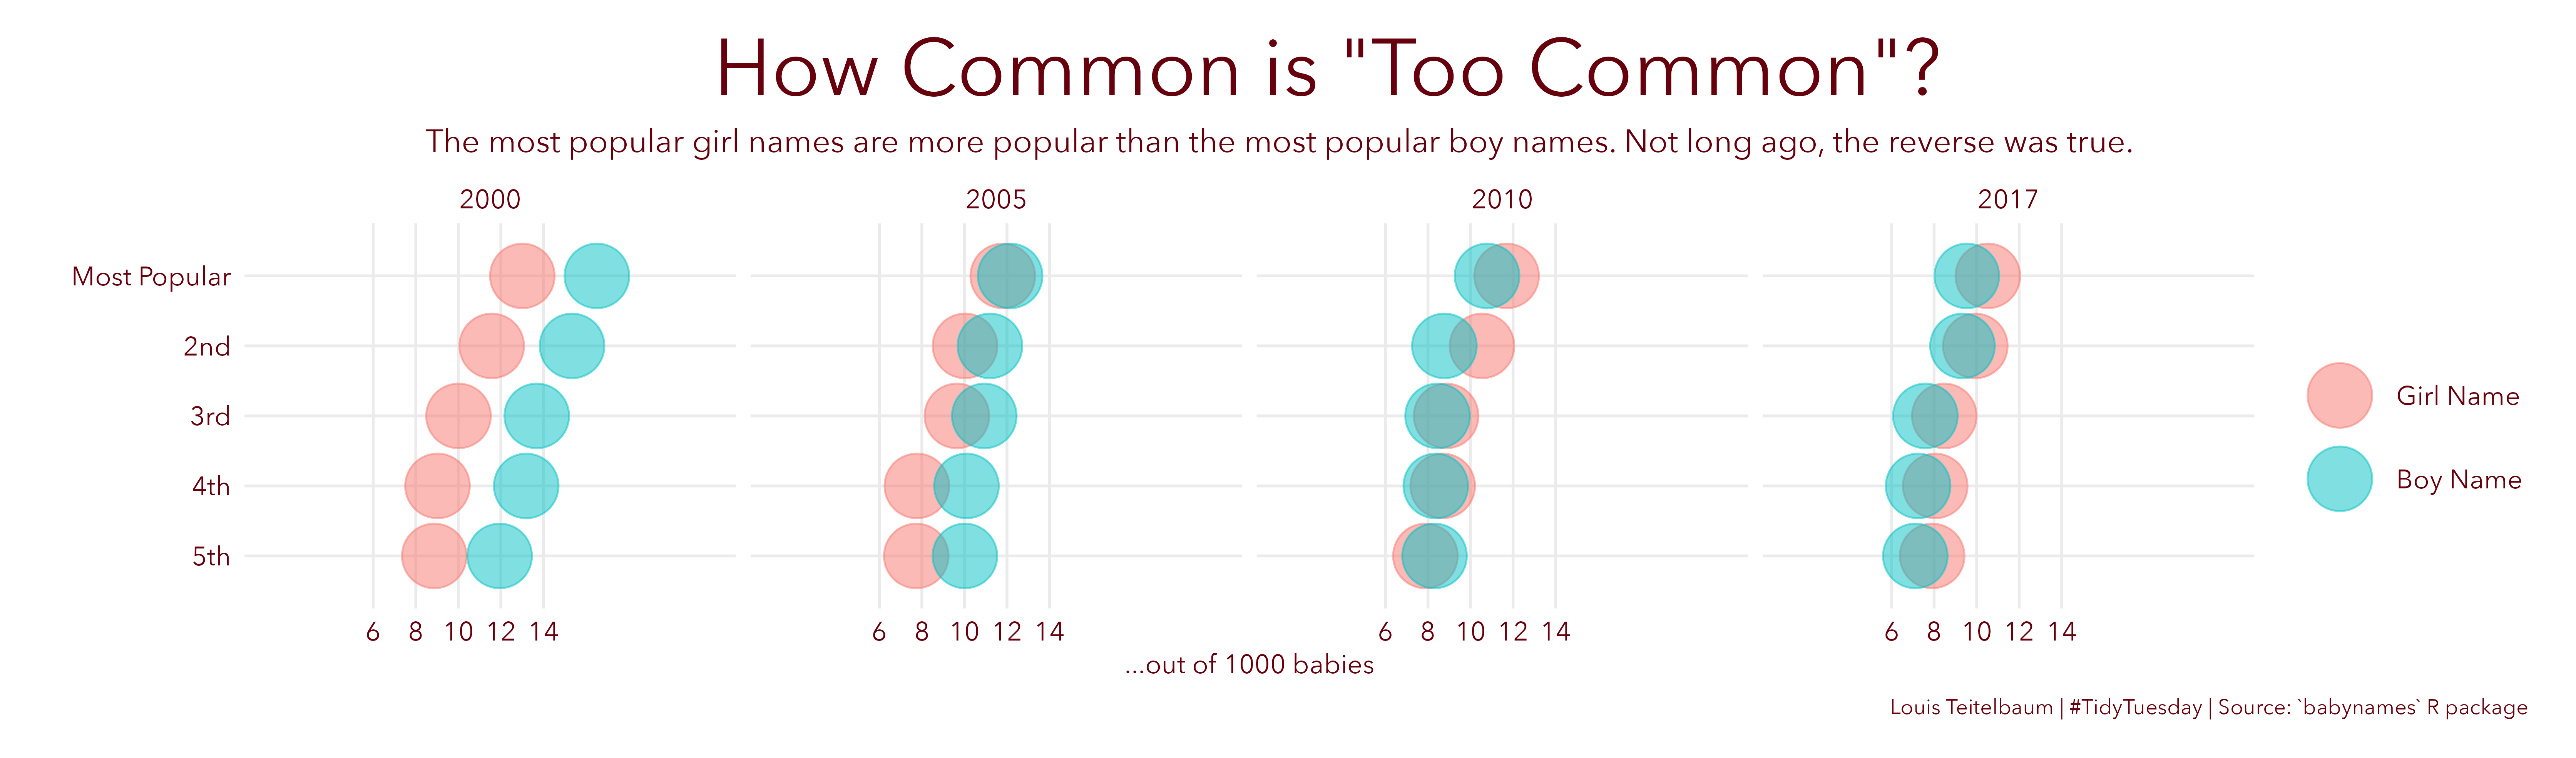 How Common is "Too Common"?
The most popular girl names are more popular than the most popular boy names. Not long ago, the reverse was true.
2000 2005 2010 2017
Most Popular
2nd
3rd
4th
5th
Girl Name
Boy Name
6 8 10 12 14 6 8 10 12 14 6 8 10 12 14 6 8 10 12 14
...out of 1000 babies
Louis Teitelbaum | #TidyTuesday | Source: `babynames` R package